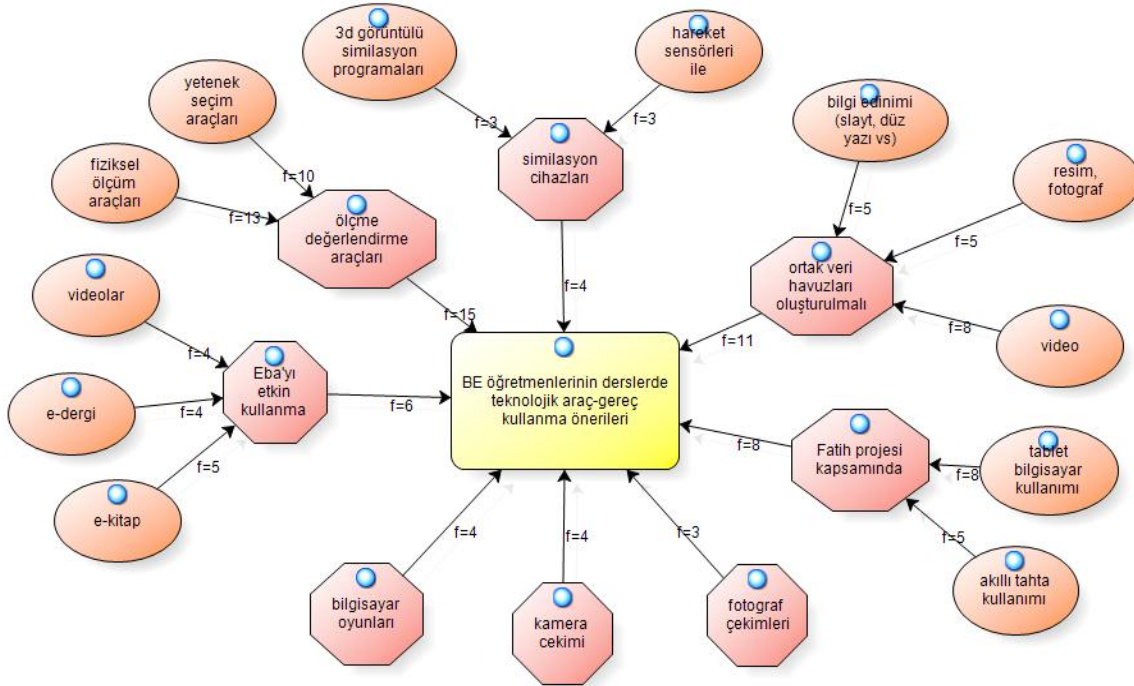 3d görüntülü
similasyon
programaları
hareket
sensörleri
ile
yetenek
seçim
araçları
bilgi edinimi
(slayt, düz
yazı vs)
f=3
f=3
similasyon
cihazları
fiziksel
ölçüm
araçları
f=10
resim,
fotograf
f=13
ölçme
değerlendirme
araçları
f=5
f=5
videolar
f=4
ortak veri
havuzları
oluşturulmalı
f=15
f=11
f=8
video
f=4
Eba'yı
etkin
kullanma
BE öğretmenlerinin derslerde
teknolojik araç-gereç
kullanma önerileri
e-dergi
f=4
f=6
f=8
Fatih projesi
kapsamında
tablet
bilgisayar
kullanımı
f=8
f=5
e-kitap
f=4
f=4
f=3
f=5
akıllı tahta
kullanımı
bilgisayar
oyunları
kamera
cekimi
fotograf
çekimleri